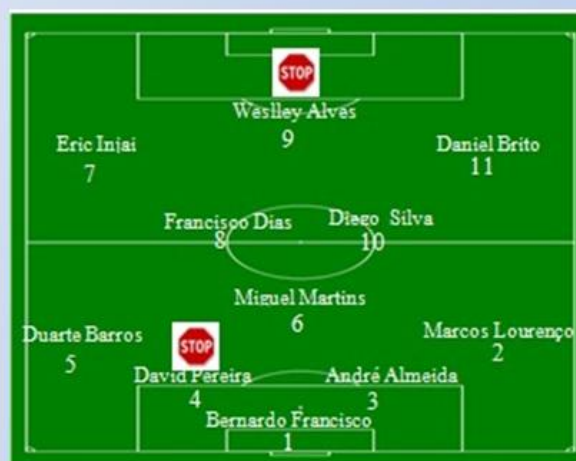 STOP
Weslley Alves
9
Eric Injai
7
Daniel Brito
11
Francisco Dias
8
Diego Silva
10
Miguel Martins
6
Duarte Barros
5
STOP
Marcos Lourenço
2
David Pereira
4
André Almeida
3
Bernardo Francisco
1